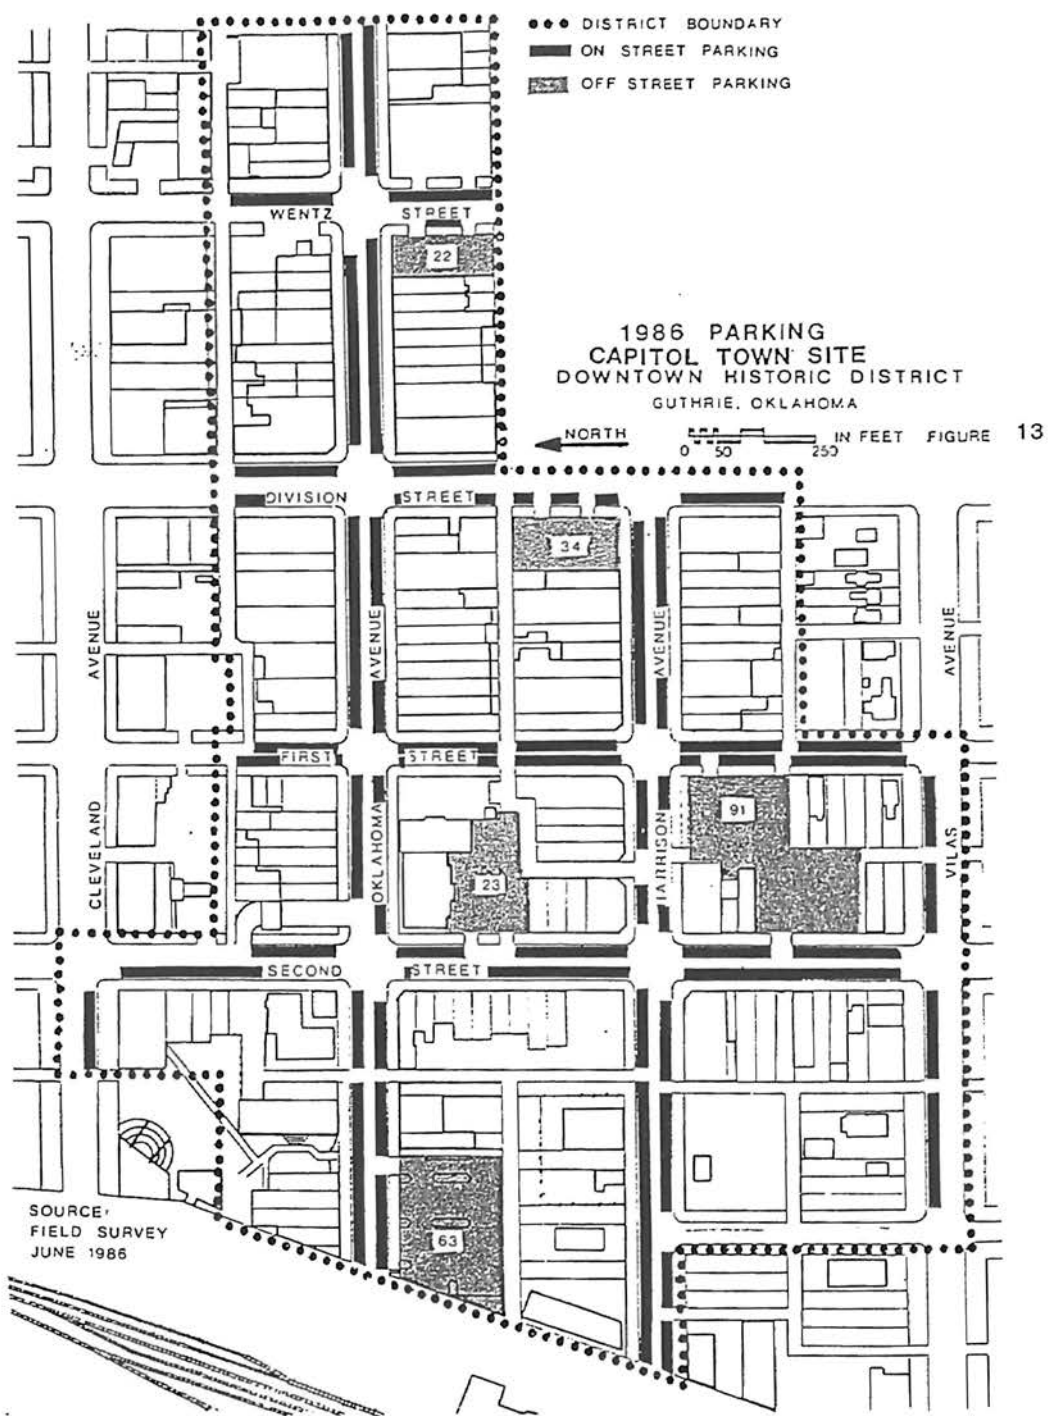 DISTRICT BOUNDARY
ON STREET PARKING
OFF STREET PARKING
WENTZ STREET
22
1986 PARKING
CAPITOL TOWN SITE
DOWNTOWN HISTORIC DISTRICT
GUTHRIE, OKLAHOMA
NORTH
0 50 250 IN FEET FIGURE 13
DIVISION STREET
34
AVENUE
AVENUE
AVENUE
AVENUE
FIRST STREET
CLEVELAND
OKLAHOMA
HARRISON
VILAS
91
23
SECOND STREET
63
SOURCE:
FIELD SURVEY
JUNE 1986